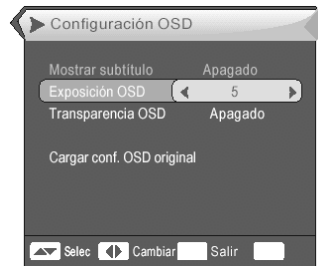 Configuración OSD
Mostrar subtítulo Apagado
Exposición OSD 5
Transparencia OSD Apagado
Cargar conf. OSD original
Selec Cambiar Salir